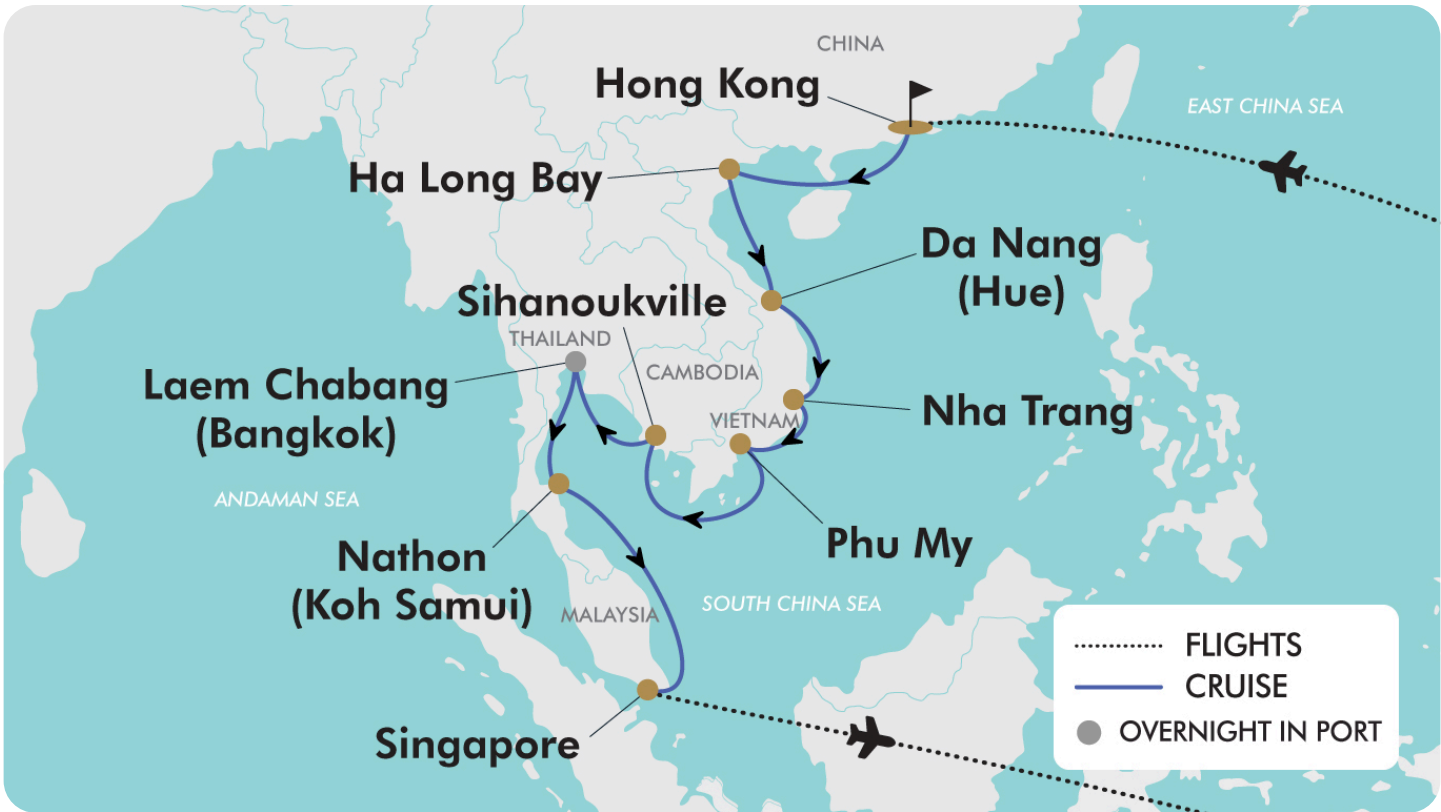 CHINA
Hong Kong
EAST CHINA SEA
Ha Long Bay
Da Nang
(Hue)
Sihanoukville
THAILAND
CAMBODIA
Laem Chabang
(Bangkok)
VIETNAM
Nha Trang
ANDAMAN SEA
Phu My
Nathon
(Koh Samui)
MALAYSIA
SOUTH CHINA SEA
Singapore
FLIGHTS
CRUISE
OVERNIGHT IN PORT